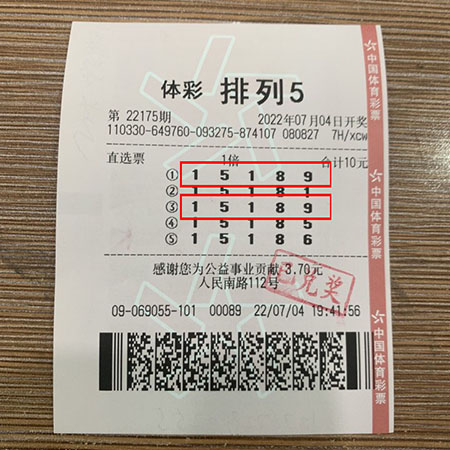 体彩 排列5
第 22175期 2022年07月04日开奖
110330-649760-093275-874107 080827 7H/XCW
直选票 1倍 合计10元
① 1 5 1 8 9
② 1 5 1 8 1
③ 1 5 1 8 9
④ 1 5 1 8 5
⑤ 1 5 1 8 6
感谢您为公益事业贡献 3.70元
人民南路112号
已兑奖
09-069055-101 00089 22/07/04 19:41:56
中国体育彩票
中国体育彩票
中国体育彩票